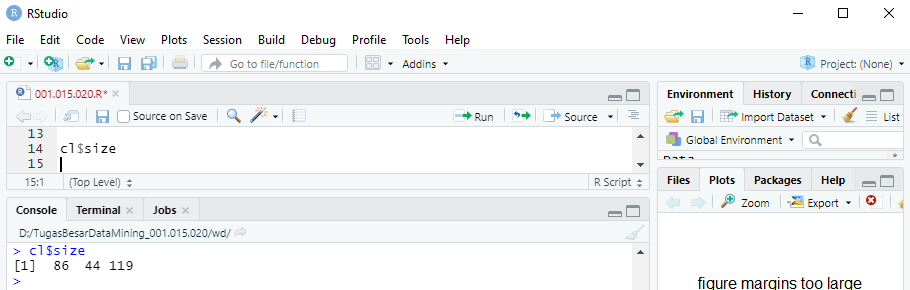 RStudio
File Edit Code View Plots Session Build Debug Profile Tools Help
Go to file/function Addins Project: (None)
001.015.020.R*
Source on Save Run Source
13
14 cl$size
15
15:1 (Top Level) R Script
Console Terminal Jobs
D:/TugasBesarDataMining_001.015.020/wd/
> cl$size
[1] 86 44 119
>
Environment History Connecti
Import Dataset List
Global Environment
Data
Files Plots Packages Help
Zoom Export
figure margins too large